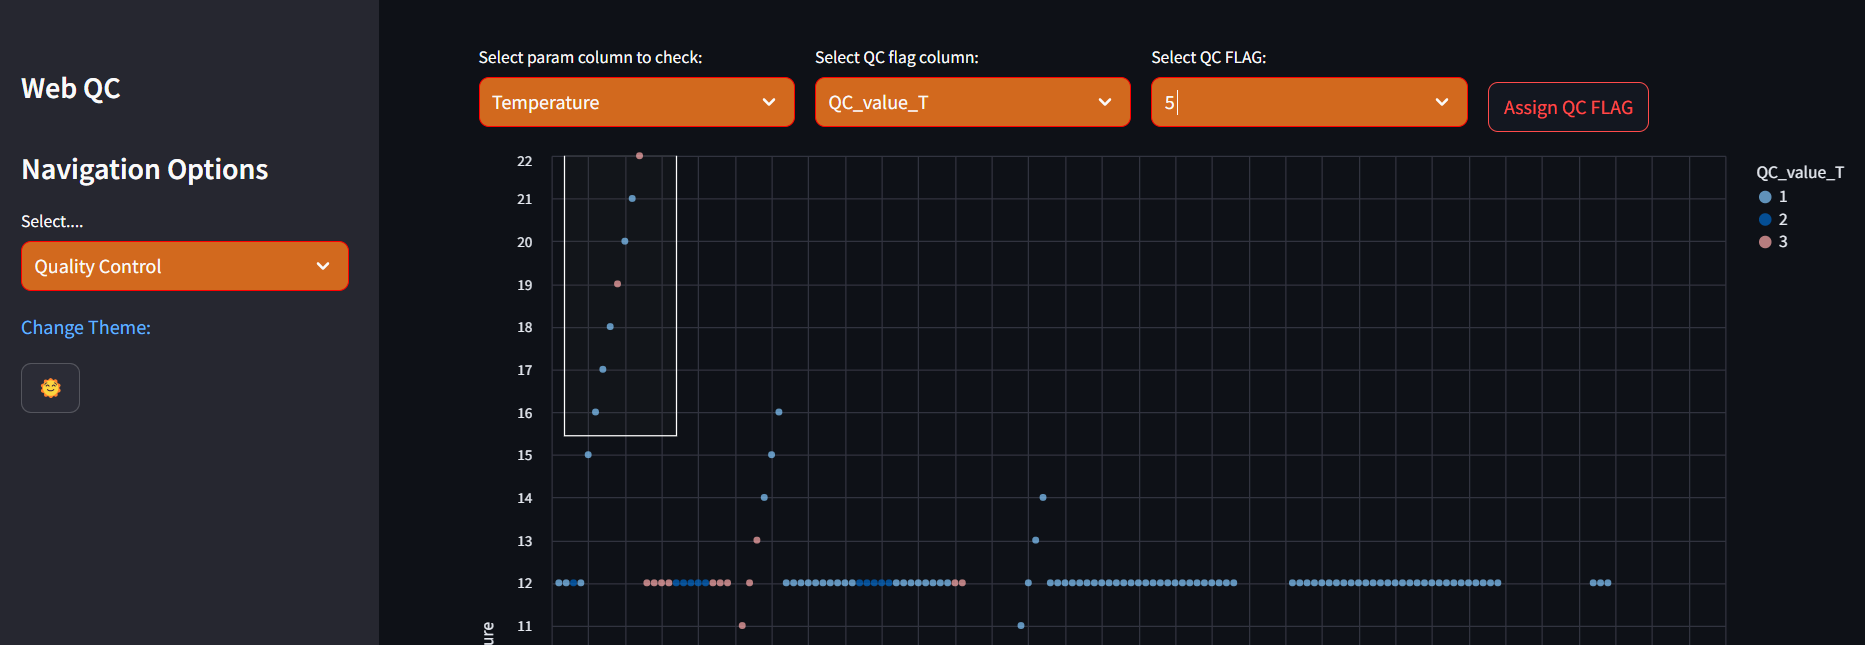 Web QC
Navigation Options
Select....
Quality Control
Change Theme:
Select param column to check:
Temperature
Select QC flag column:
QC_value_T
Select QC FLAG:
5
Assign QC FLAG
22
21
20
19
18
17
16
15
14
13
12
11
QC_value_T
1
2
3